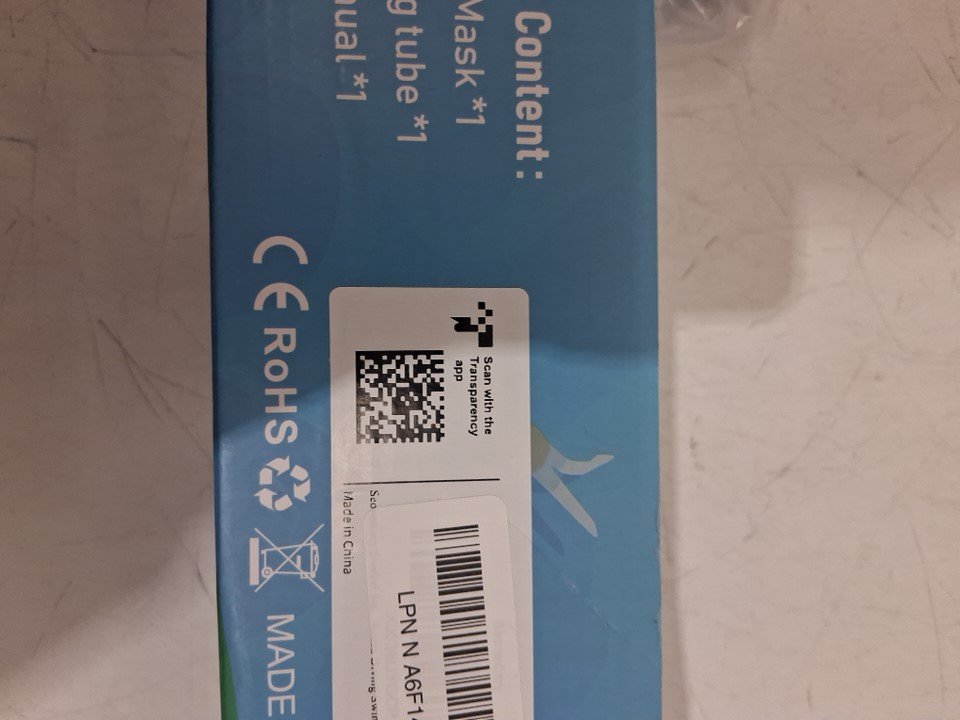 Content:
Mask *1
g tube *1
ual *1
CE RoHS MADE
Scan with the
Transparency
app
Made in China
LPN N A6F14